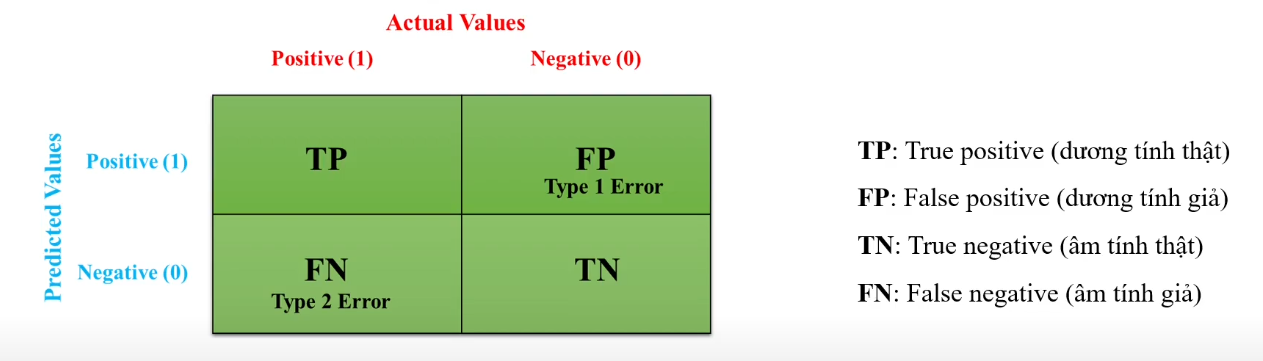 Actual Values
Positive (1) Negative (0)
Predicted Values
Positive (1)
TP
FP
Type 1 Error
Negative (0)
FN
Type 2 Error
TN
TP: True positive (dương tính thật)
FP: False positive (dương tính giả)
TN: True negative (âm tính thật)
FN: False negative (âm tính giả)